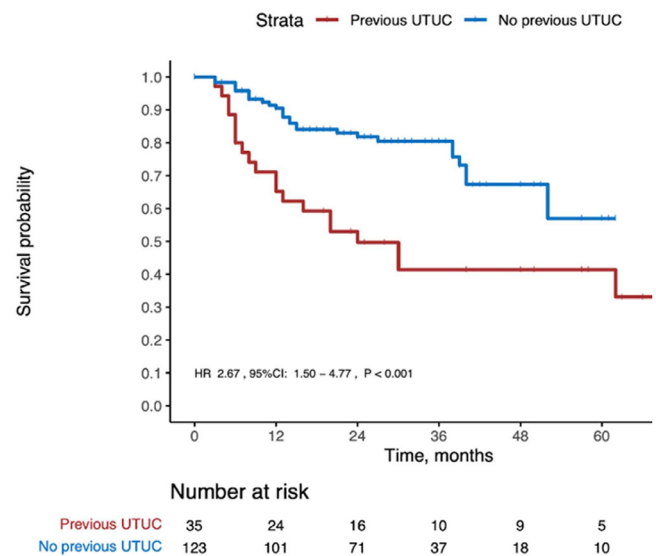 Strata Previous UTUC No previous UTUC
Survival probability
1.0
0.9
0.8
0.7
0.6
0.5
0.4
0.3
0.2
0.1
0.0
HR 2.67 , 95%CI: 1.50 – 4.77 , P < 0.001
0 12 24 36 48 60
Time, months
Number at risk
Previous UTUC 35 24 16 10 9 5
No previous UTUC 123 101 71 37 18 10